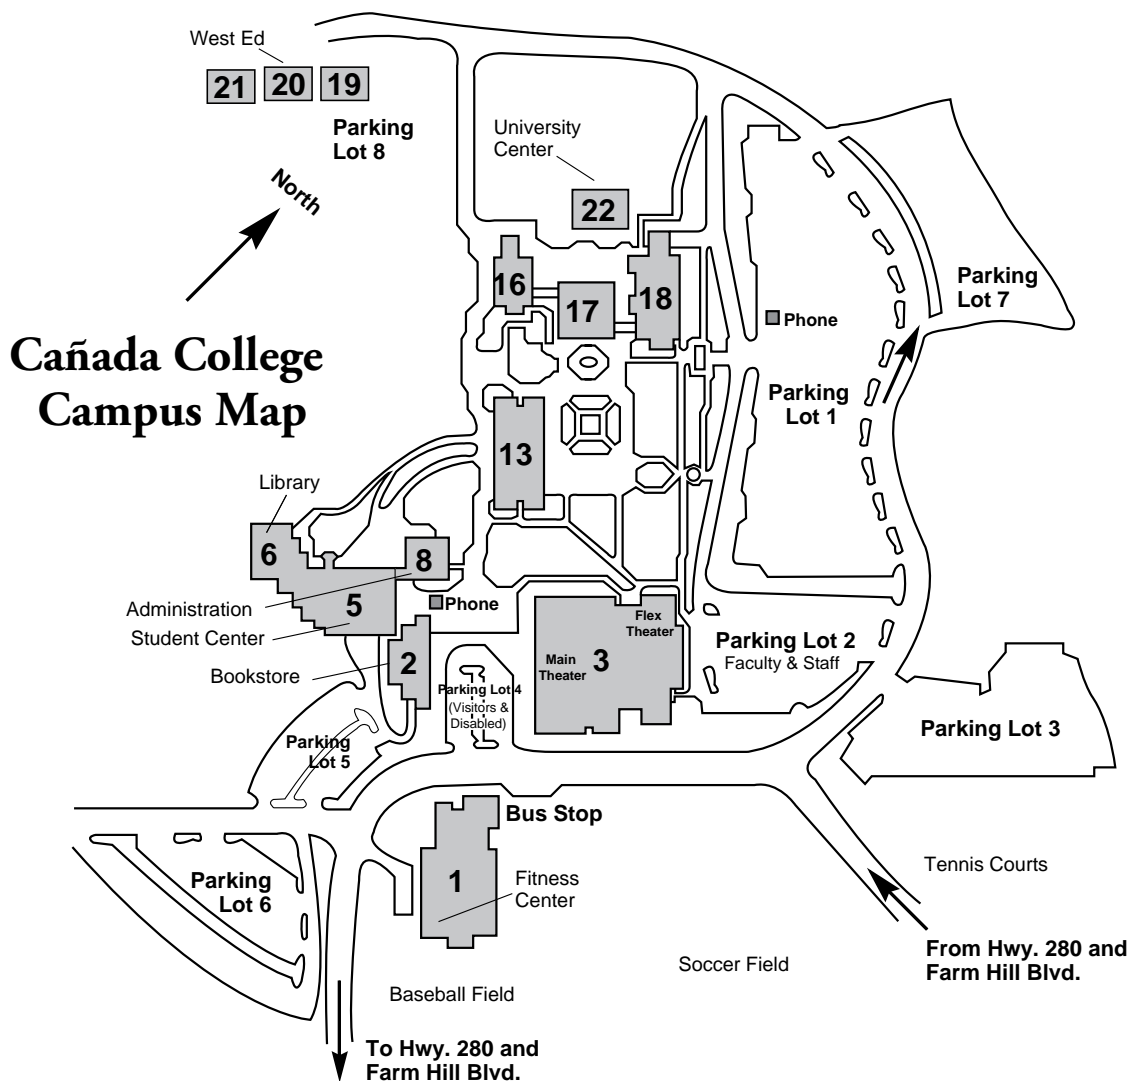 West Ed
21
20
19
Parking
Lot 8
University
Center
North
22
16
17
18
Phone
Parking
Lot 7
Cañada College
Campus Map
Parking
Lot 1
13
Library
6
8
Administration
5
Phone
Student Center
Flex
Theater
Main
Theater
3
Parking Lot 2
Faculty & Staff
2
Bookstore
Parking Lot 4
(Visitors &
Disabled)
Parking
Lot 5
Parking Lot 3
Bus Stop
1
Fitness
Center
Parking
Lot 6
Tennis Courts
From Hwy. 280 and
Farm Hill Blvd.
Soccer Field
Baseball Field
To Hwy. 280 and
Farm Hill Blvd.